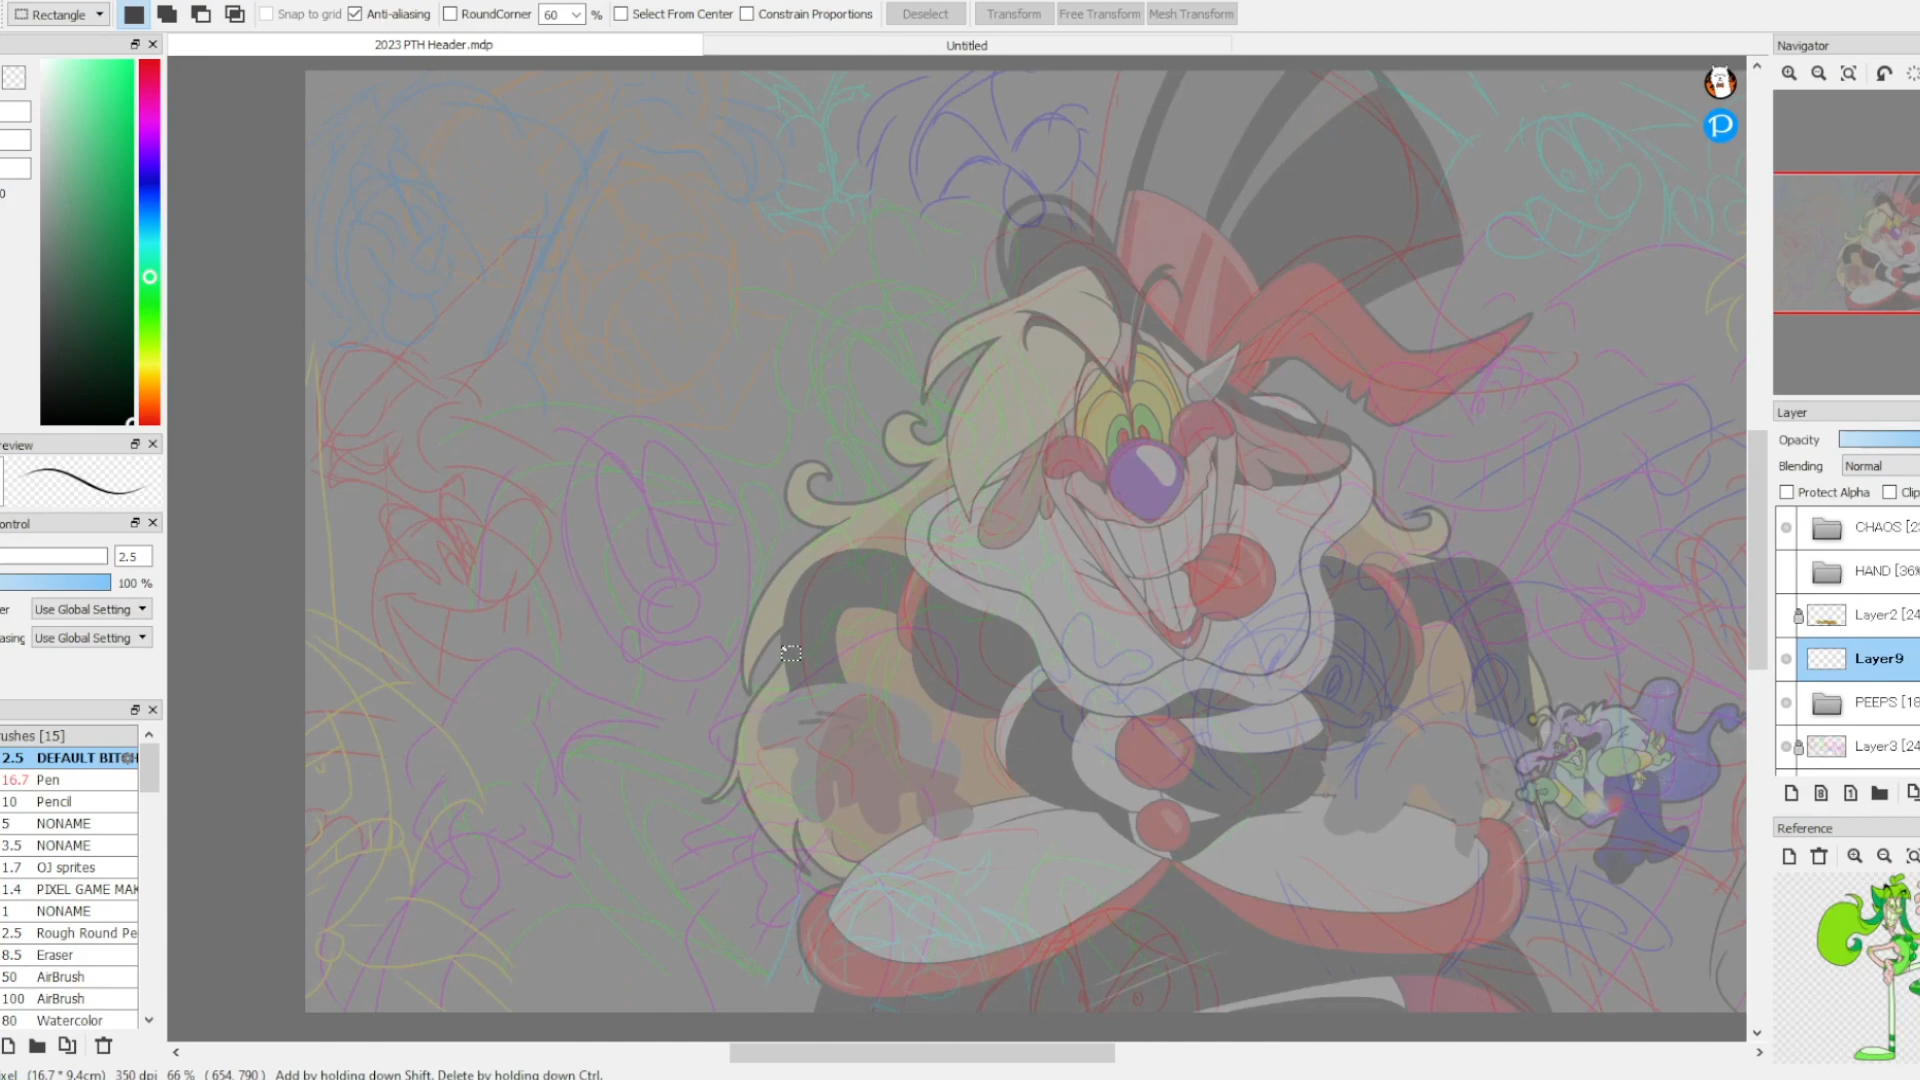 Rectangle
Snap to grid
Anti-aliasing
RoundCorner
60
%
Select From Center
Constrain Proportions
Deselect
Transform
Free Transform
Mesh Transform
2023 PTH Header.mdp
Untitled
Navigator
0
review
ontrol
2.5
100 %
er
Use Global Setting
asing
Use Global Setting
ushes [15]
2.5 DEFAULT BITCH
16.7 Pen
10 Pencil
5 NONAME
3.5 NONAME
1.7 OJ sprites
1.4 PIXEL GAME MAK
1 NONAME
2.5 Rough Round Pe
8.5 Eraser
50 AirBrush
100 AirBrush
80 Watercolor
Layer
Opacity
Blending
Normal
Protect Alpha
Clip
CHAOS [2
HAND [36%
Layer2 [24
Layer9
PEEPS [18
Layer3 [24
Reference
ixel (16.7 * 9.4cm) 350 dpi 66 % ( 654, 790 ) Add by holding down Shift, Delete by holding down Ctrl.